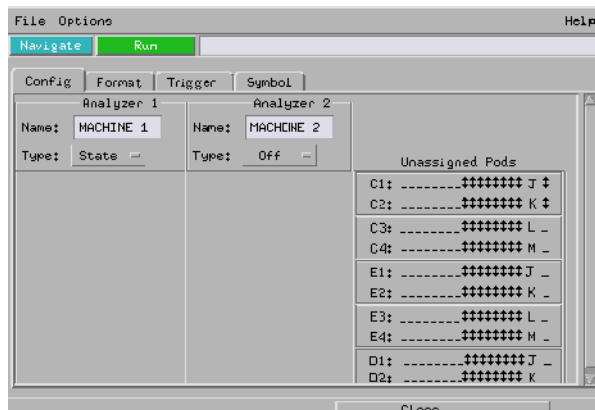 File Options Help
Navigate Run
Config Format Trigger Symbol
Analyzer 1 Analyzer 2
Name: MACHINE 1 Name: MACHINE 2
Type: State Type: Off
Unassigned Pods
C1: ________↕↕↕↕↕↕↕↕ J ↕
C2: ________↕↕↕↕↕↕↕↕ K ↕
C3: ________↕↕↕↕↕↕↕↕ L _
C4: ________↕↕↕↕↕↕↕↕ M _
E1: ________↕↕↕↕↕↕↕↕ J _
E2: ________↕↕↕↕↕↕↕↕ K _
E3: ________↕↕↕↕↕↕↕↕ L _
E4: ________↕↕↕↕↕↕↕↕ M _
D1: ________↕↕↕↕↕↕↕↕ J _
D2: ________↕↕↕↕↕↕↕↕ K
Close